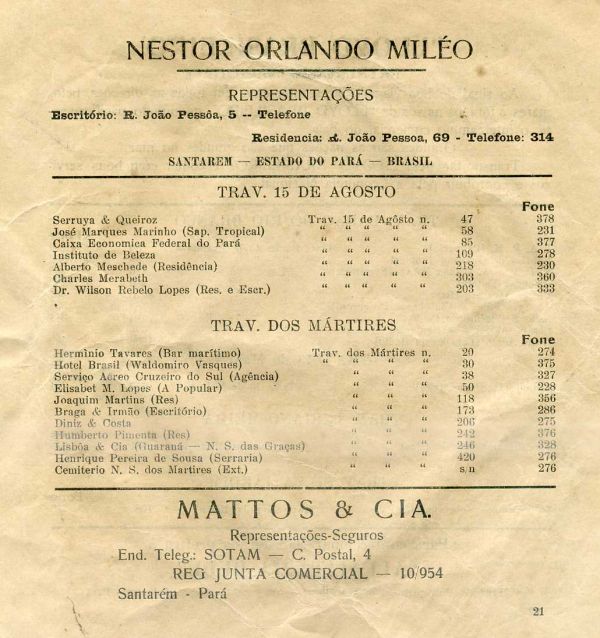 NESTOR ORLANDO MILÉO
REPRESENTAÇÕES
Escritório: R. João Pessôa, 5 -- Telefone
Residencia: R. João Pessoa, 69 - Telefone: 314
SANTAREM — ESTADO DO PARÁ — BRASIL
TRAV. 15 DE AGOSTO
Fone
Serruya & Queiroz Trav. 15 de Agôsto n. 47 378
José Marques Marinho (Sap. Tropical) “ “ “ “ “ 58 231
Caixa Economica Federal do Pará “ “ “ “ “ 85 377
Instituto de Beleza “ “ “ “ “ 109 278
Alberto Meschede (Residência) “ “ “ “ “ 218 230
Charles Merabeth “ “ “ “ “ 303 360
Dr. Wilson Rebelo Lopes (Res. e Escr.) “ “ “ “ “ 203 333
TRAV. DOS MÁRTIRES
Fone
Herminio Tavares (Bar marítimo) Trav. dos Mártires n. 20 274
Hotel Brasil (Waldomiro Vasques) “ “ “ “ 30 375
Serviço Aéreo Cruzeiro do Sul (Agência) “ “ “ 38 327
Elisabet M. Lopes (A Popular) “ “ “ 50 228
Joaquim Martins (Res) “ “ “ 118 356
Braga & Irmão (Escritório) “ “ “ 173 286
Diniz & Costa “ “ “ 206 275
Humberto Pimenta (Res) “ “ “ 242 376
Lisbôa & Cia (Guaraná — N. S. das Graças) “ “ “ 246 328
Henrique Pereira de Sousa (Serraria) “ “ “ 420 276
Cemiterio N. S. dos Martires (Ext.) “ “ “ s/n 276
MATTOS & CIA.
Representações-Seguros
End. Teleg.: SOTAM — C. Postal, 4
REG JUNTA COMERCIAL — 10/954
Santarém - Pará
21